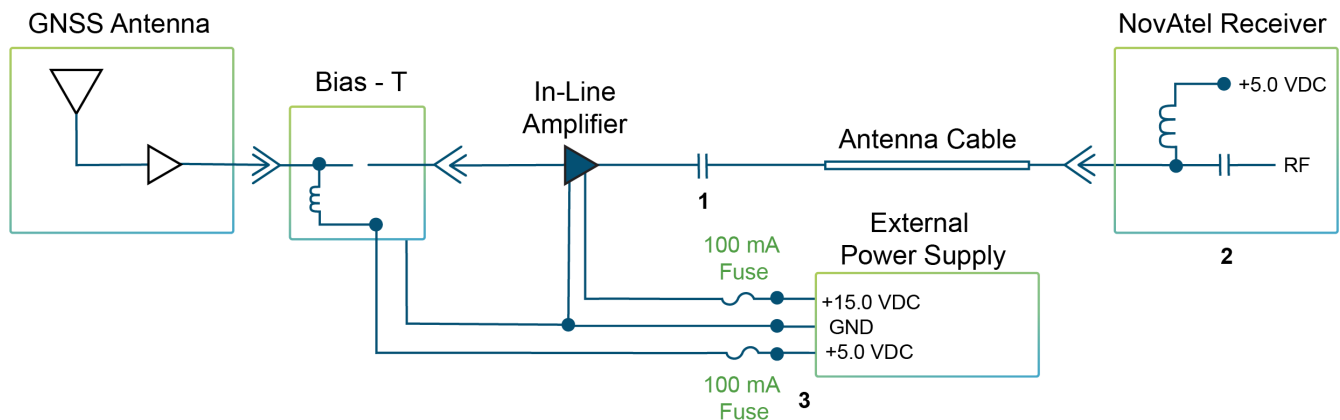 GNSS Antenna
Bias - T
In-Line
Amplifier
Antenna Cable
NovAtel Receiver
+5.0 VDC
RF
1
2
External
Power Supply
100 mA
Fuse
+15.0 VDC
GND
+5.0 VDC
100 mA
Fuse
3